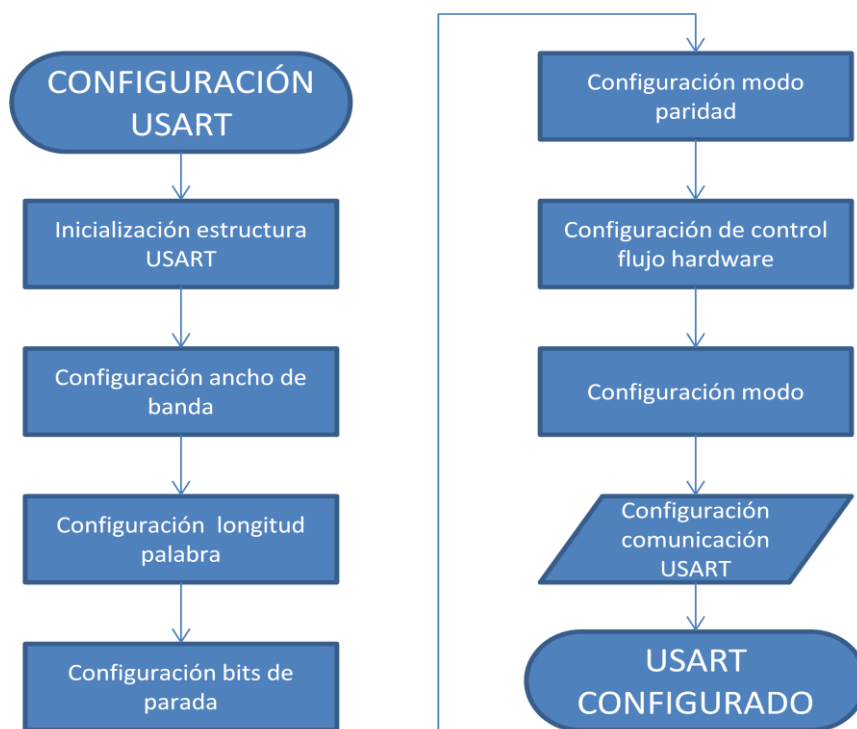 CONFIGURACIÓN
USART
Inicialización estructura
USART
Configuración ancho de
banda
Configuración longitud
palabra
Configuración bits de
parada
Configuración modo
paridad
Configuración de control
flujo hardware
Configuración modo
Configuración
comunicación
USART
USART
CONFIGURADO